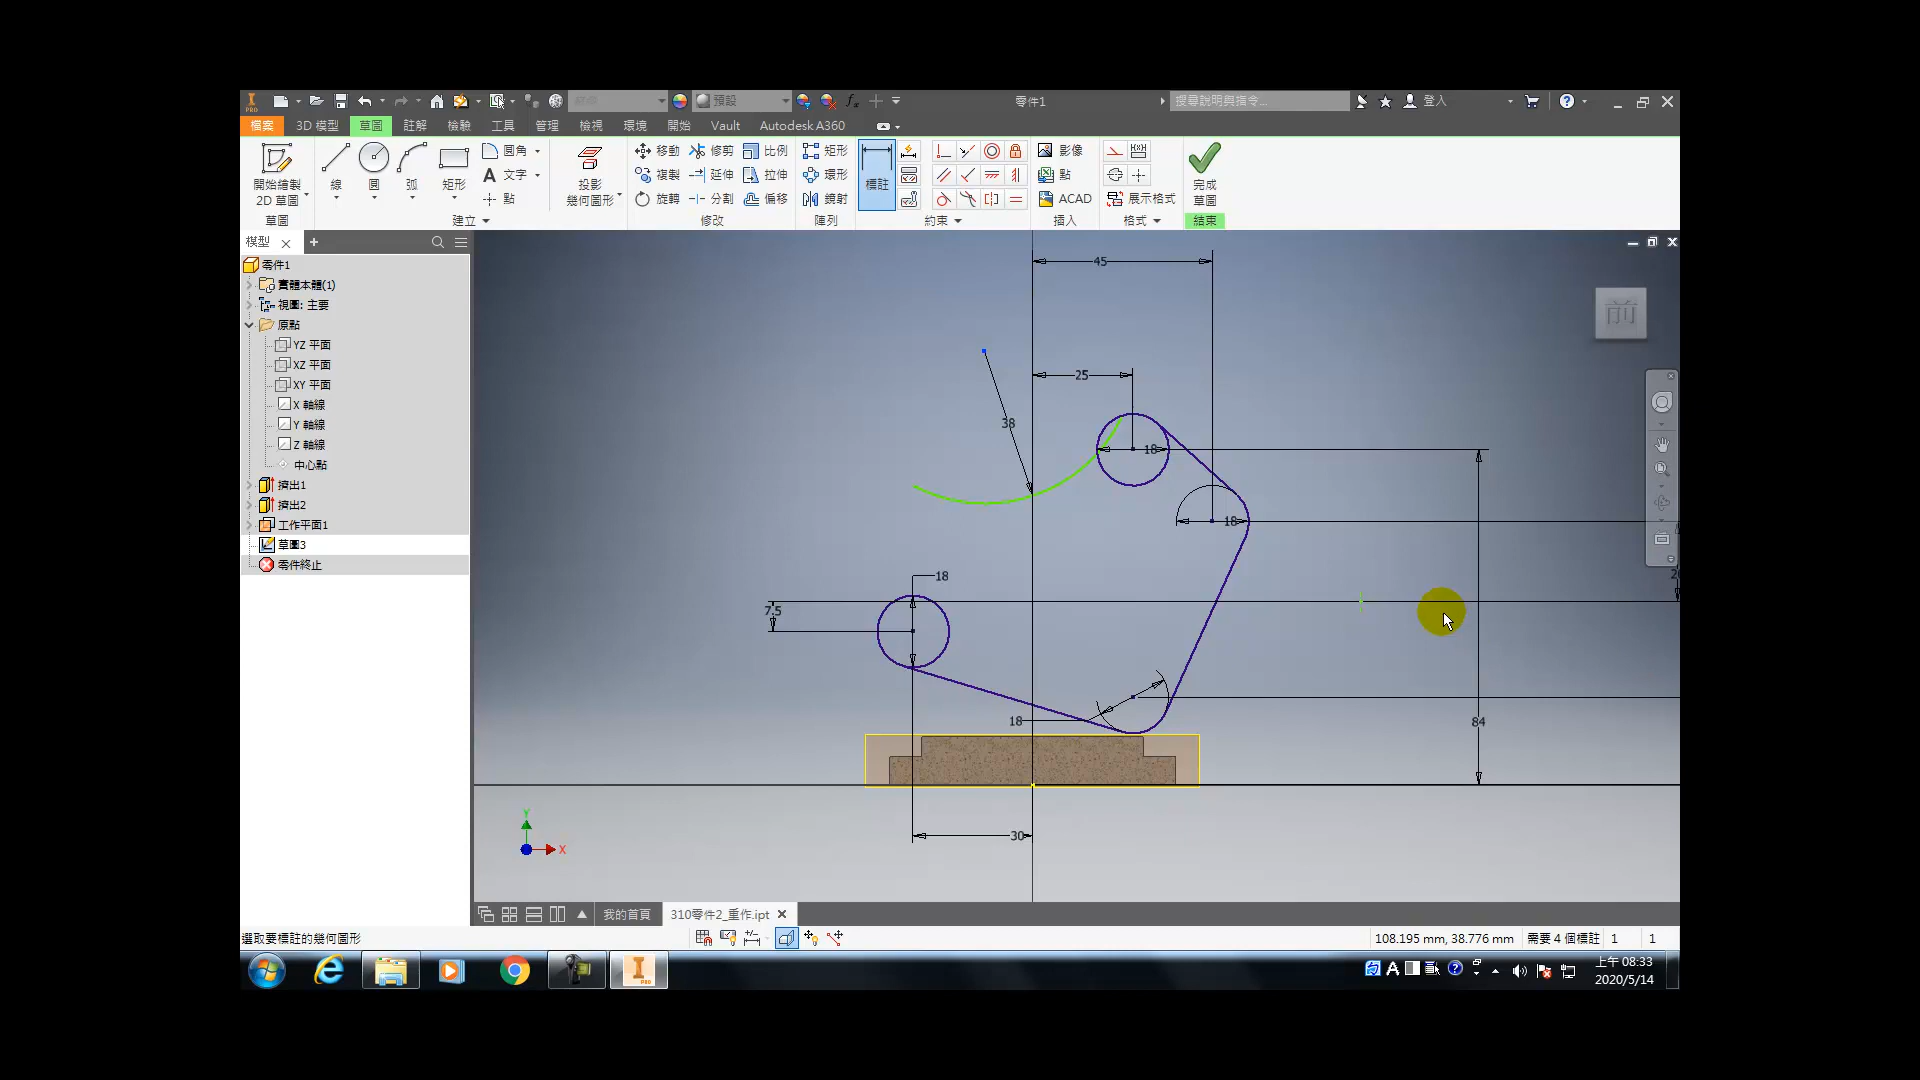 PRO
預設
零件1
搜尋說明與指令...
登入
檔案
3D 模型
草圖
註解
檢驗
工具
管理
檢視
環境
開始
Vault
Autodesk A360
開始繪製
2D 草圖
線
圓
弧
矩形
圓角
文字
點
投影
幾何圖形
移動
修剪
比例
複製
延伸
拉伸
旋轉
分割
偏移
矩形
環形
鏡射
標註
影像
點
ACAD
展示格式
完成
草圖
草圖
建立
修改
陣列
約束
插入
格式
結束
模型
零件1
實體本體(1)
視圖: 主要
原點
YZ 平面
XZ 平面
XY 平面
X 軸線
Y 軸線
Z 軸線
中心點
擠出1
擠出2
工作平面1
草圖3
零件終止
45
前
25
38
18
18
18
7.5
18
84
30
Y
X
我的首頁
310零件2_重作.ipt
選取要標註的幾何圖形
108.195 mm, 38.776 mm
需要 4 個標註
1
1
上午 08:33
2020/5/14